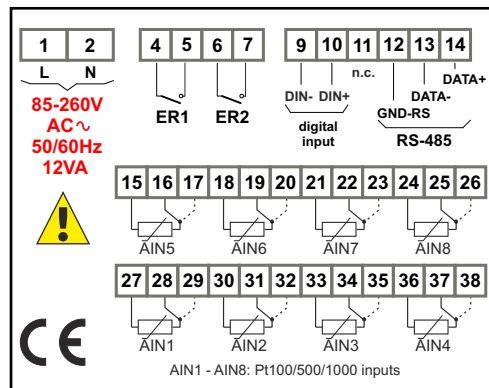 1 2 4 5 6 7 9 10 11 12 13 14
L N n.c. DATA+
DIN- DIN+ DATA-
ER1 ER2 GND-RS
85-260V
AC∿
50/60Hz
12VA
digital
input
RS-485
15 16 17 18 19 20 21 22 23 24 25 26
AIN5 AIN6 AIN7 AIN8
27 28 29 30 31 32 33 34 35 36 37 38
AIN1 AIN2 AIN3 AIN4
CE
AIN1 - AIN8: Pt100/500/1000 inputs